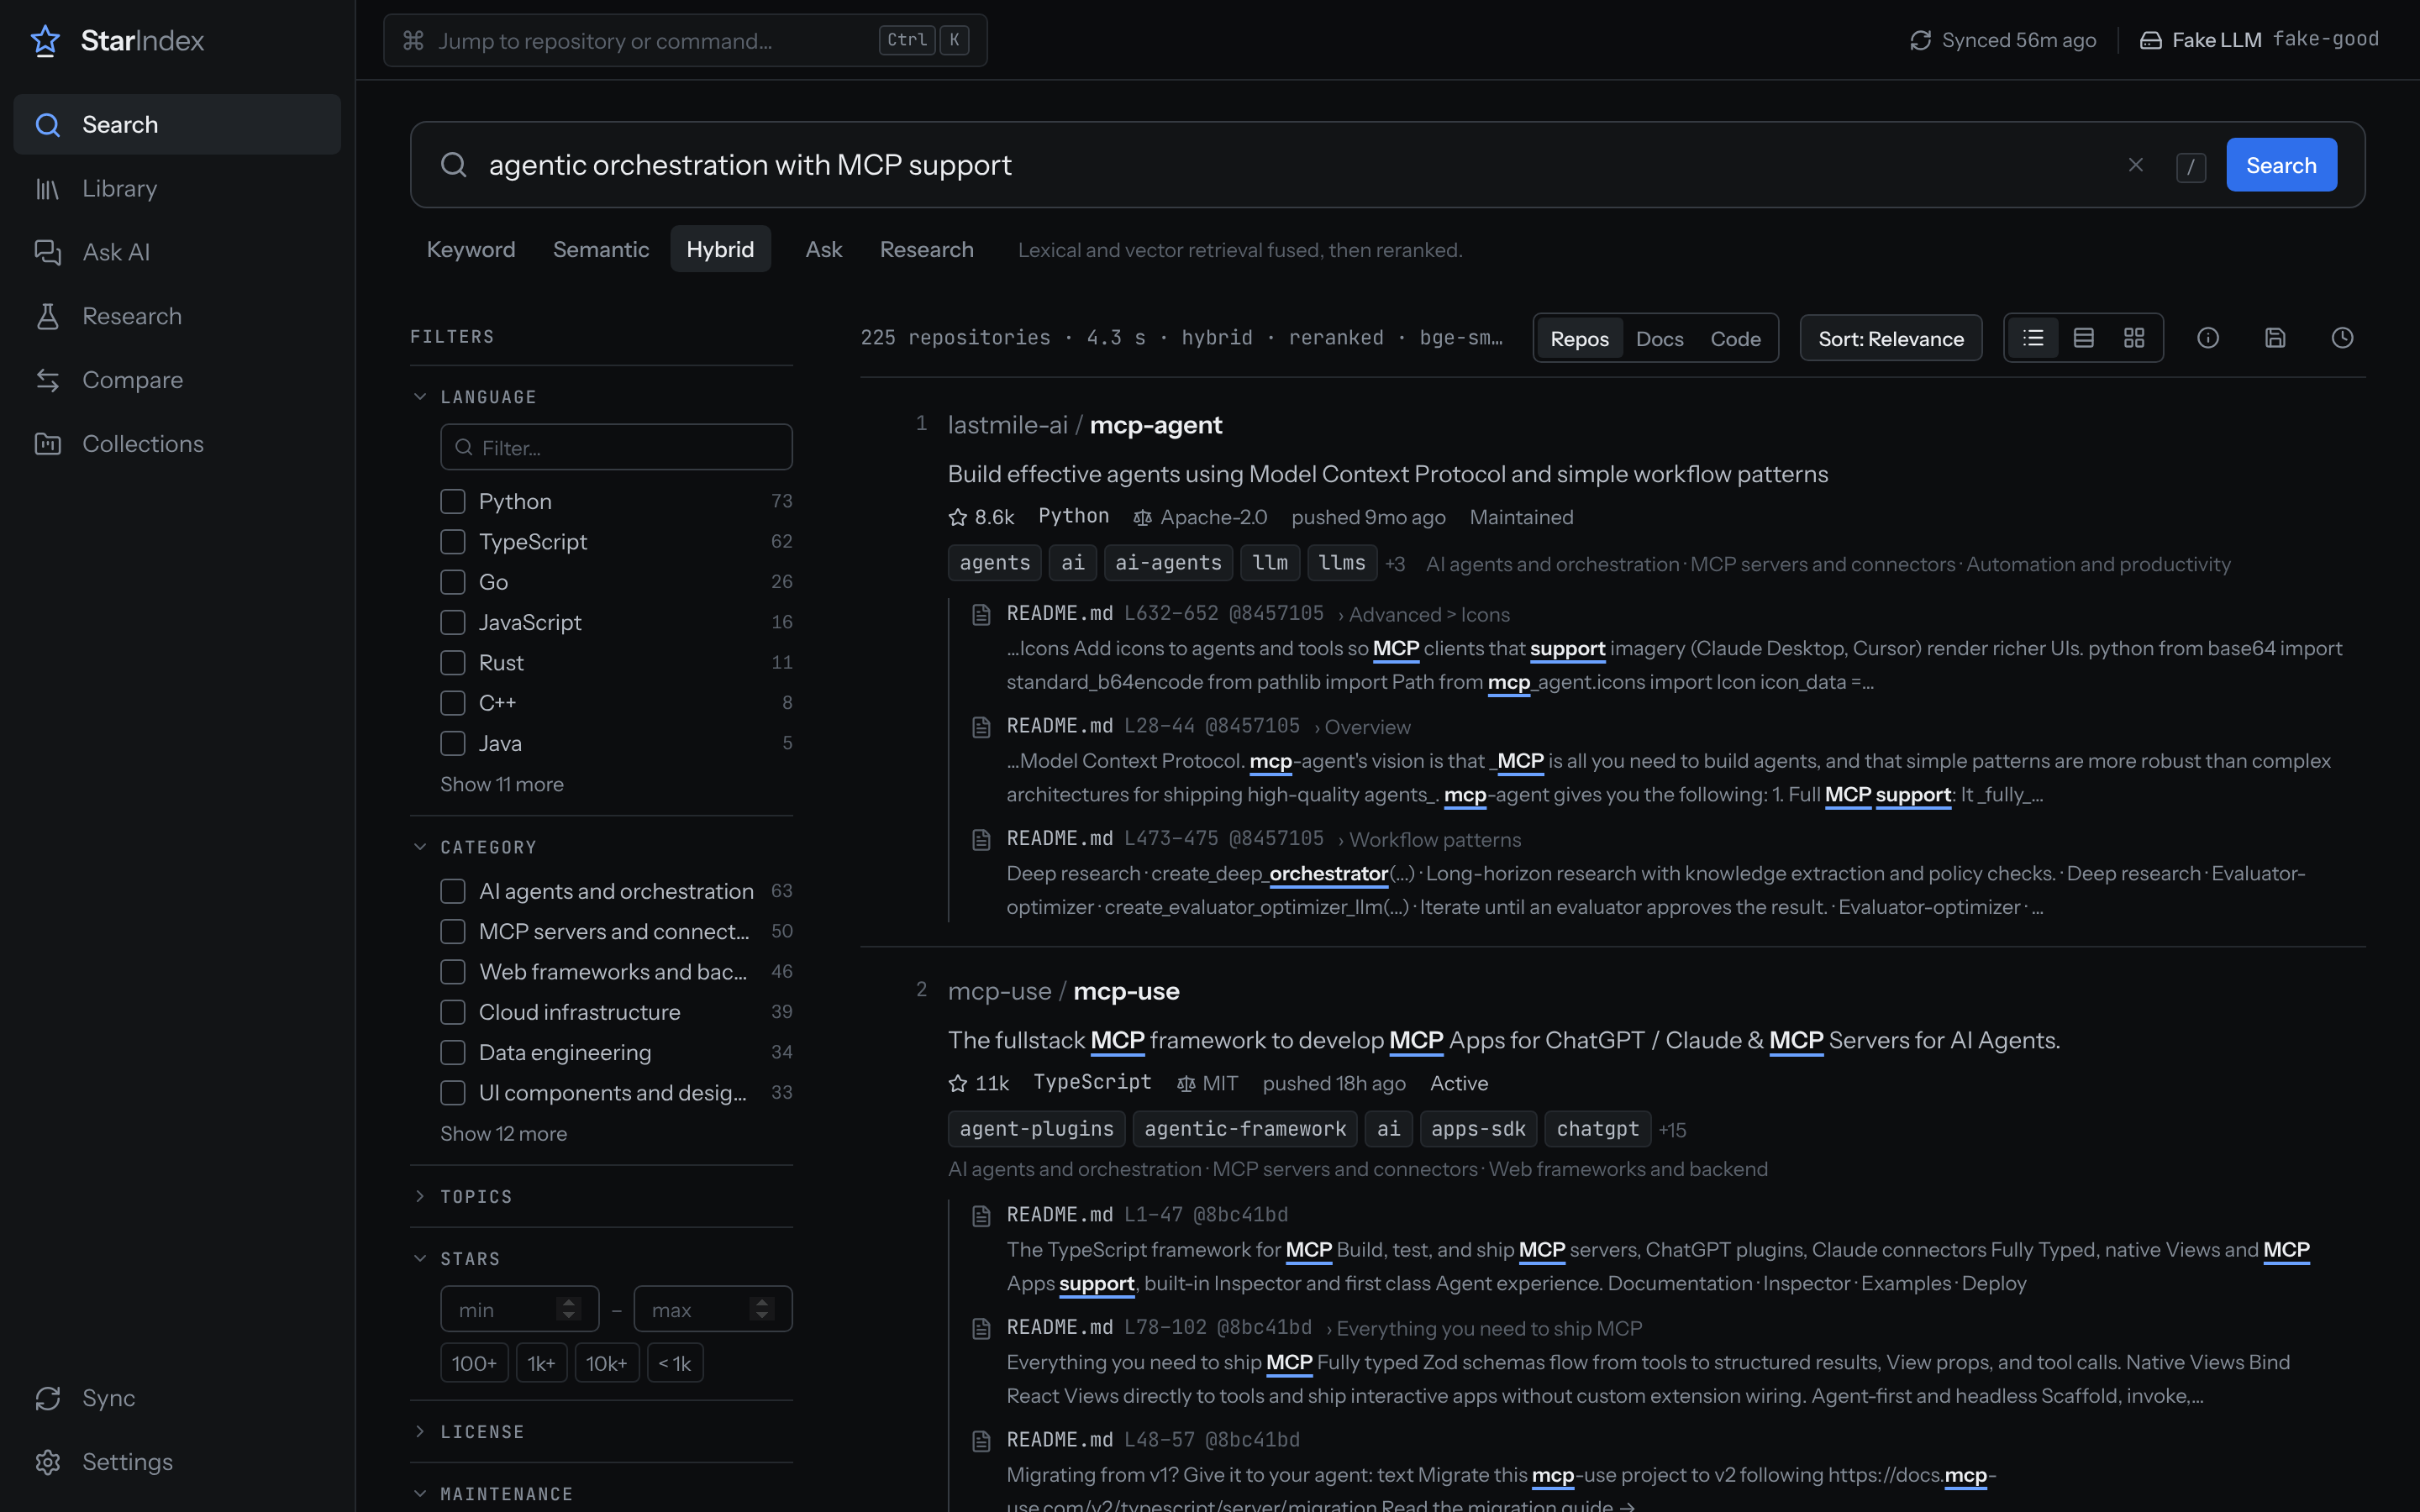 StarIndex
Search
Library
Ask AI
Research
Compare
Collections
Sync
Settings
Jump to repository or command...
Ctrl K
Synced 56m ago
Fake LLM fake-good
agentic orchestration with MCP support
/
Search
Keyword Semantic Hybrid Ask Research Lexical and vector retrieval fused, then reranked.
FILTERS
LANGUAGE
Filter...
Python 73
TypeScript 62
Go 26
JavaScript 16
Rust 11
C++ 8
Java 5
Show 11 more
CATEGORY
AI agents and orchestration 63
MCP servers and connect... 50
Web frameworks and bac... 46
Cloud infrastructure 39
Data engineering 34
UI components and desig... 33
Show 12 more
TOPICS
STARS
min – max
100+ 1k+ 10k+ < 1k
LICENSE
MAINTENANCE
225 repositories · 4.3 s · hybrid · reranked · bge-sm…
Repos Docs Code
Sort: Relevance
1 lastmile-ai / mcp-agent
Build effective agents using Model Context Protocol and simple workflow patterns
8.6k Python Apache-2.0 pushed 9mo ago Maintained
agents ai ai-agents llm llms +3 AI agents and orchestration · MCP servers and connectors · Automation and productivity
README.md L632–652 @8457105 › Advanced > Icons
…Icons Add icons to agents and tools so MCP clients that support imagery (Claude Desktop, Cursor) render richer UIs. python from base64 import
standard_b64encode from pathlib import Path from mcp_agent.icons import Icon icon_data =…
README.md L28–44 @8457105 › Overview
…Model Context Protocol. mcp-agent's vision is that _MCP is all you need to build agents, and that simple patterns are more robust than complex
architectures for shipping high-quality agents_. mcp-agent gives you the following: 1. Full MCP support: It _fully_…
README.md L473–475 @8457105 › Workflow patterns
Deep research · create_deep_orchestrator(…) · Long-horizon research with knowledge extraction and policy checks. · Deep research · Evaluator-
optimizer · create_evaluator_optimizer_llm(…) · Iterate until an evaluator approves the result. · Evaluator-optimizer · …
2 mcp-use / mcp-use
The fullstack MCP framework to develop MCP Apps for ChatGPT / Claude & MCP Servers for AI Agents.
11k TypeScript MIT pushed 18h ago Active
agent-plugins agentic-framework ai apps-sdk chatgpt +15
AI agents and orchestration · MCP servers and connectors · Web frameworks and backend
README.md L1–47 @8bc41bd
The TypeScript framework for MCP Build, test, and ship MCP servers, ChatGPT plugins, Claude connectors Fully Typed, native Views and MCP
Apps support, built-in Inspector and first class Agent experience. Documentation · Inspector · Examples · Deploy
README.md L78–102 @8bc41bd › Everything you need to ship MCP
Everything you need to ship MCP Fully typed Zod schemas flow from tools to structured results, View props, and tool calls. Native Views Bind
React Views directly to tools and ship interactive apps without custom extension wiring. Agent-first and headless Scaffold, invoke,…
README.md L48–57 @8bc41bd
Migrating from v1? Give it to your agent: text Migrate this mcp-use project to v2 following https://docs.mcp-
use.com/v2/typescript/server/migration Read the migration guide →